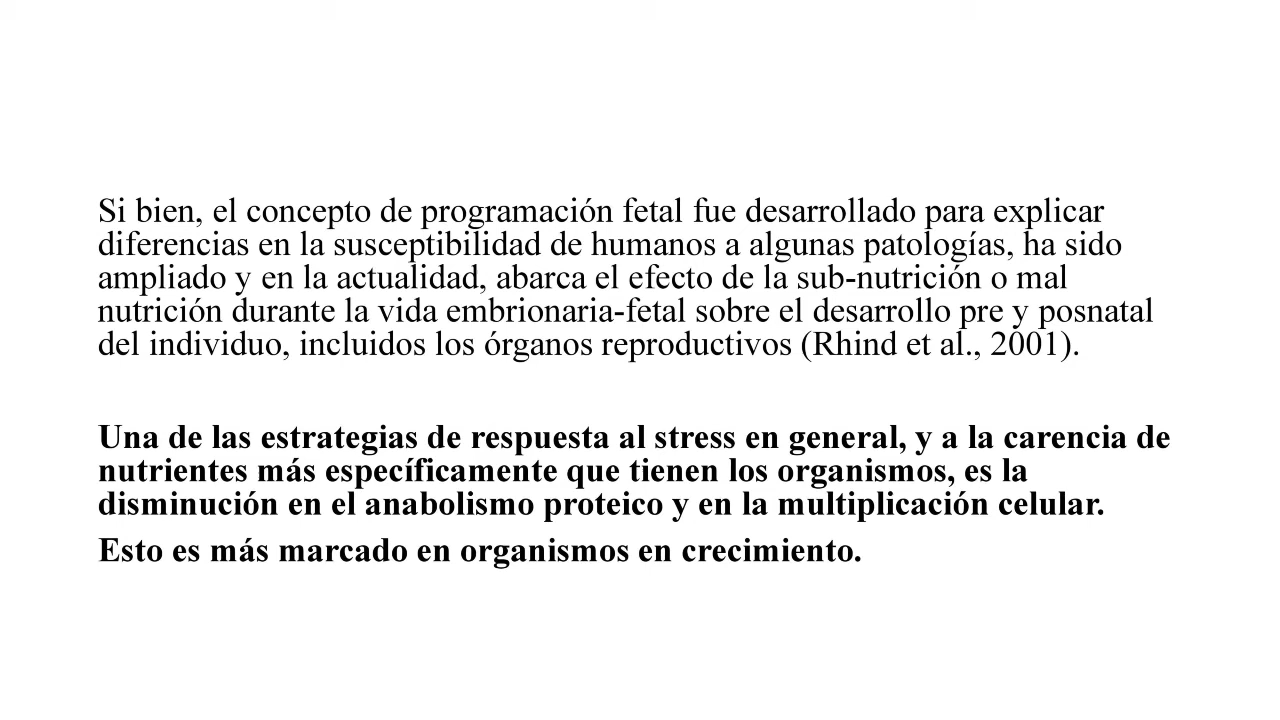 Si bien, el concepto de programación fetal fue desarrollado para explicar
diferencias en la susceptibilidad de humanos a algunas patologías, ha sido
ampliado y en la actualidad, abarca el efecto de la sub-nutrición o mal
nutrición durante la vida embrionaria-fetal sobre el desarrollo pre y posnatal
del individuo, incluidos los órganos reproductivos (Rhind et al., 2001).
Una de las estrategias de respuesta al stress en general, y a la carencia de
nutrientes más específicamente que tienen los organismos, es la
disminución en el anabolismo proteico y en la multiplicación celular.
Esto es más marcado en organismos en crecimiento.